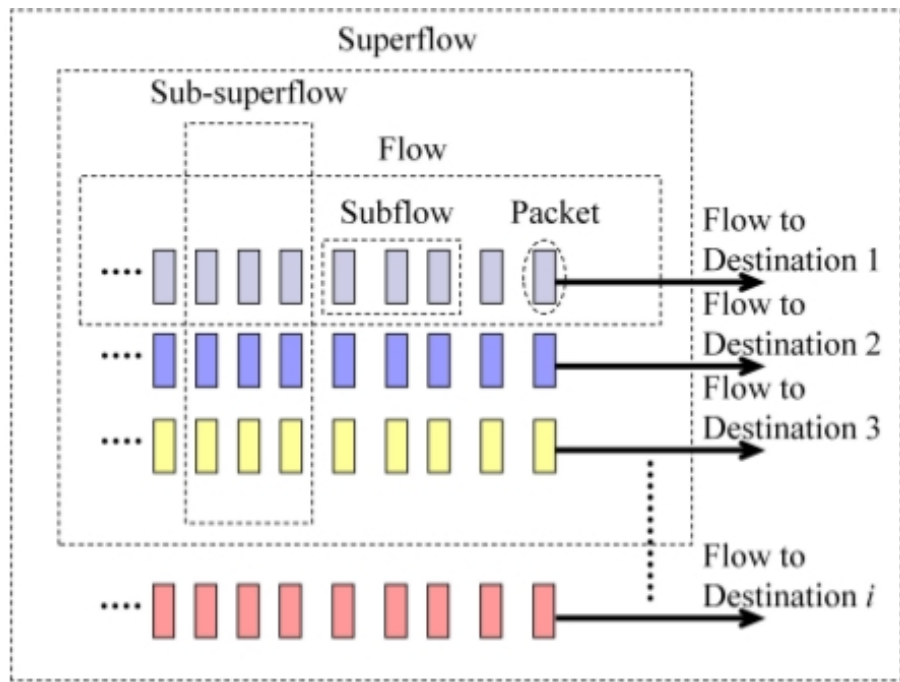 Superflow
Sub-superflow
Flow
Subflow
Packet
Flow to
Destination 1
Flow to
Destination 2
Flow to
Destination 3
Flow to
Destination i